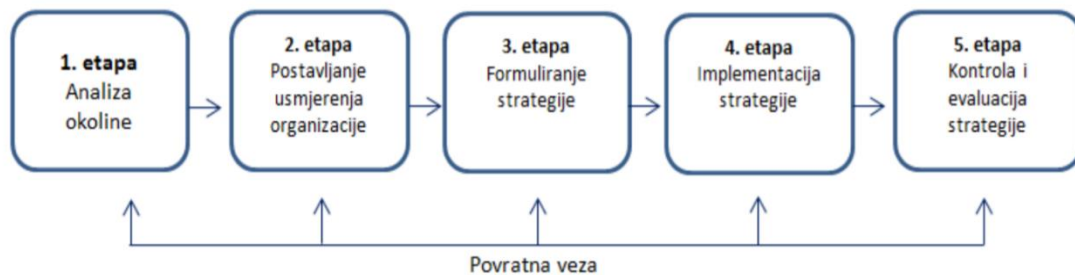 1. etapa
Analiza
okoline
2. etapa
Postavljanje
usmjerenja
organizacije
3. etapa
Formuliranje
strategije
4. etapa
Implementacija
strategije
5. etapa
Kontrola i
evaluacija
strategije
Povratna veza